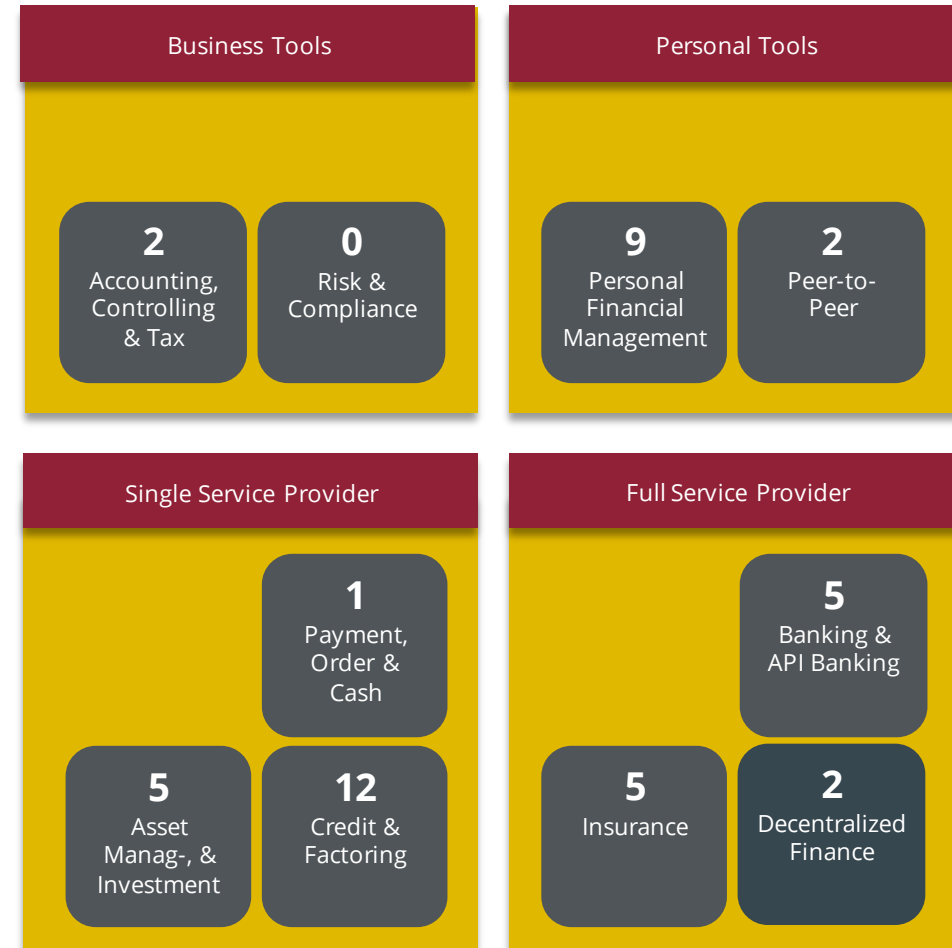 Business Tools
2
Accounting,
Controlling
& Tax
0
Risk &
Compliance
Personal Tools
9
Personal
Financial
Management
2
Peer-to-
Peer
Single Service Provider
1
Payment,
Order &
Cash
5
Asset
Manag-, &
Investment
12
Credit &
Factoring
Full Service Provider
5
Banking &
API Banking
5
Insurance
2
Decentralized
Finance